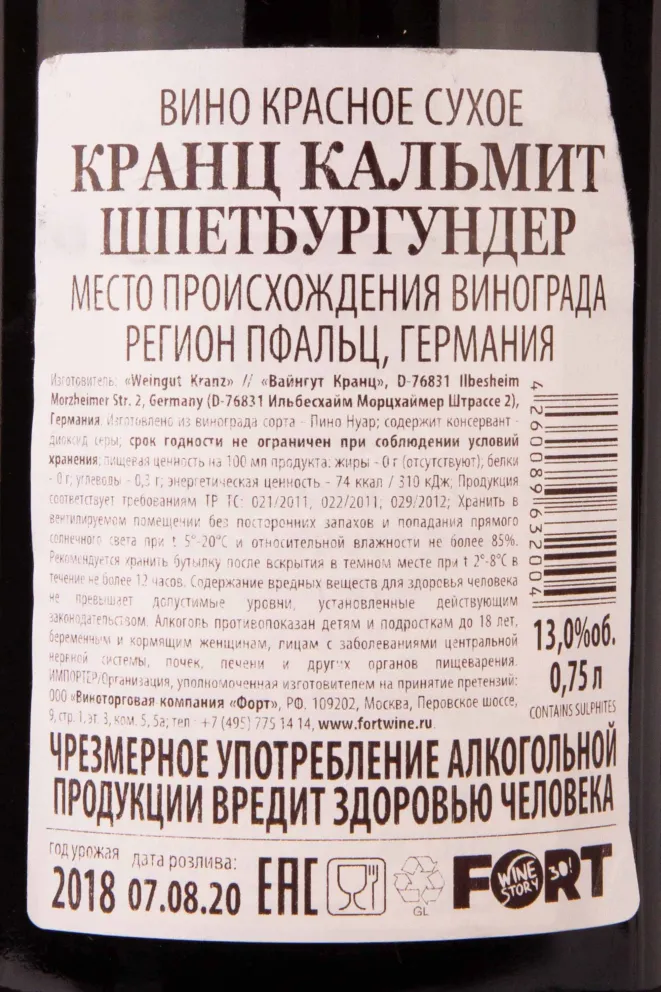 ВИНО КРАСНОЕ СУХОЕ
КРАНЦ КАЛЬМИТ
ШПЕТБУРГУНДЕР
МЕСТО ПРОИСХОЖДЕНИЯ ВИНОГРАДА
РЕГИОН ПФАЛЬЦ, ГЕРМАНИЯ
Изготовитель: «Weingut Kranz» // «Вайнгут Кранц», D-76831 Ilbesheim
Morzheimer Str. 2, Germany (D-76831 Ильбесхайм Морцхаймер Штрассе 2),
Германия. Изготовлено из винограда сорта - Пино Нуар; содержит консервант -
диоксид серы; срок годности не ограничен при соблюдении условий
хранения; пищевая ценность на 100 мл продукта: жиры - 0 г (отсутствуют), белки
- 0 г; углеводы - 0,3 г; энергетическая ценность - 74 ккал / 310 кДж; Продукция
соответствует требованиям ТР ТС: 021/2011, 022/2011; 029/2012; Хранить в
вентилируемом помещении без посторонних запахов и попадания прямого
солнечного света при t 5°-20°С и относительной влажности не более 85%.
Рекомендуется хранить бутылку после вскрытия в темном месте при t 2°-8°С в
течение не более 12 часов. Содержание вредных веществ для здоровья человека
не превышает допустимые уровни, установленные действующим
законодательством. Алкоголь противопоказан детям и подросткам до 18 лет,
беременным и кормящим женщинам, лицам с заболеваниями центральной
нервной системы, почек, печени и других органов пищеварения.
ИМПОРТЕР/Организация, уполномоченная изготовителем на принятие претензий:
ООО «Виноторговая компания «Форт», РФ, 109202, Москва, Перовское шоссе,
9, стр. 1, эт. 3, ком. 5, 5а; тел.: +7 (495) 775 14 14, www.fortwine.ru
4 260089 632004
13,0%об.
0,75 л
CONTAINS SULPHITES
ЧРЕЗМЕРНОЕ УПОТРЕБЛЕНИЕ АЛКОГОЛЬНОЙ
ПРОДУКЦИИ ВРЕДИТ ЗДОРОВЬЮ ЧЕЛОВЕКА
год урожая дата розлива:
2018 07.08.20 ЕАС
GL
FORT
WINE STORY 30!